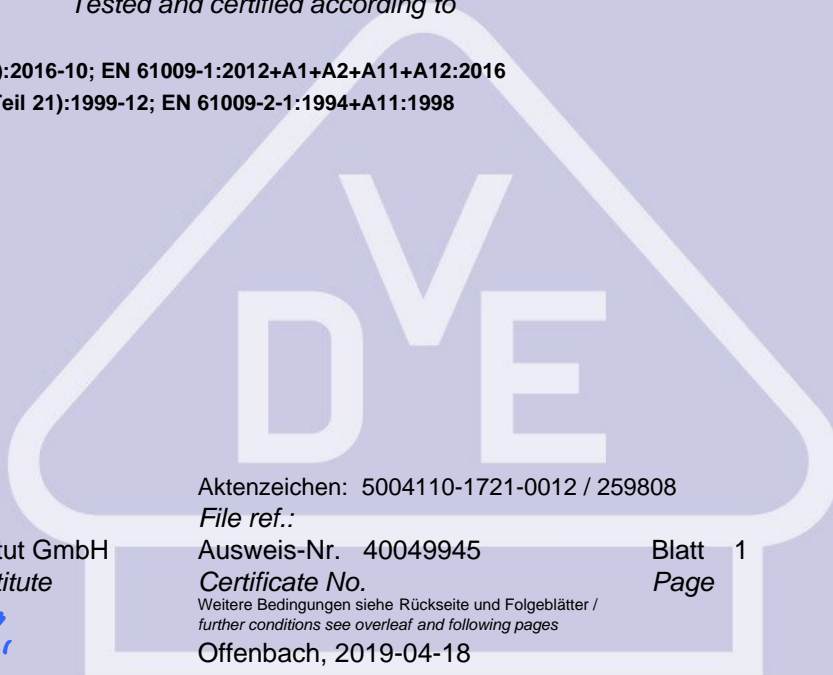 Tested and certified according to
):2016-10; EN 61009-1:2012+A1+A2+A11+A12:2016
Teil 21):1999-12; EN 61009-2-1:1994+A11:1998
V
D E
Aktenzeichen: 5004110-1721-0012 / 259808
File ref.:
tut GmbH Ausweis-Nr. 40049945 Blatt 1
titute Certificate No. Page
Weitere Bedingungen siehe Rückseite und Folgeblätter /
further conditions see overleaf and following pages
Offenbach, 2019-04-18